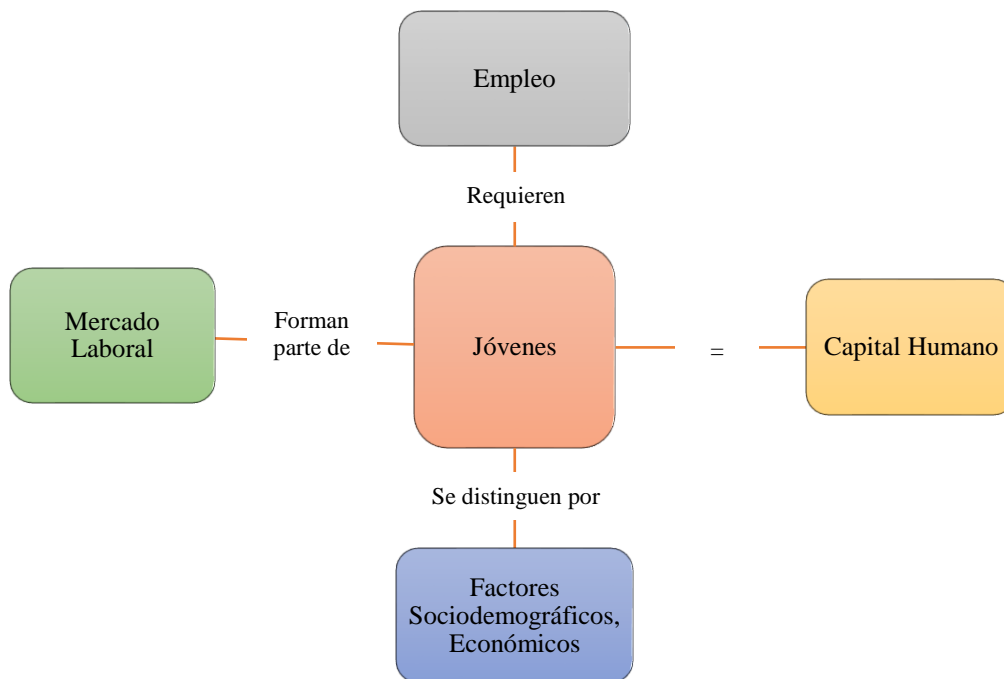 Empleo
Requieren
Mercado
Laboral
Forman
parte de
Jóvenes
=
Capital Humano
Se distinguen por
Factores
Sociodemográficos,
Económicos